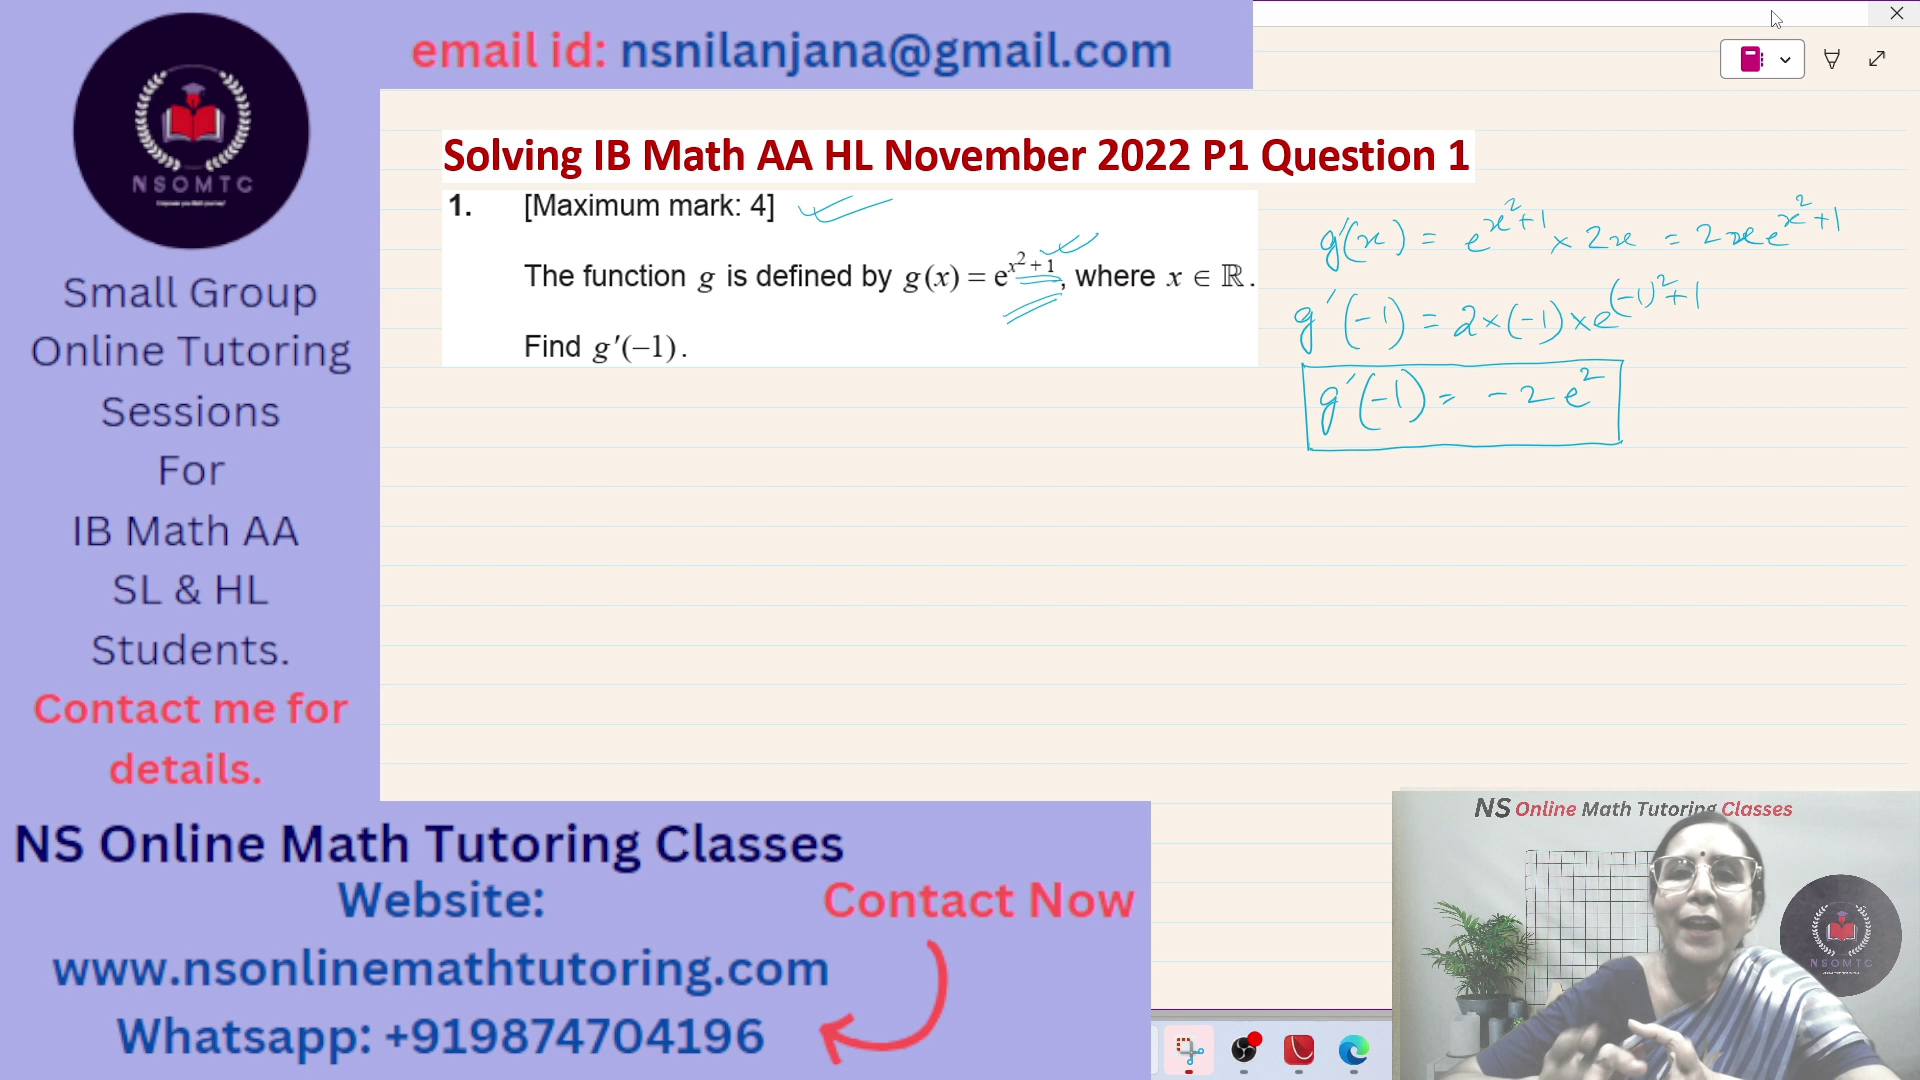 email id: nsnilanjana@gmail.com
NSOMTC
Solving IB Math AA HL November 2022 P1 Question 1
1. [Maximum mark: 4]
The function g is defined by g(x) = e^(x²+1), where x ∈ ℝ.
Find g′(−1).
g′(x) = e^(x²+1) × 2x = 2xe^(x²+1)
g′(−1) = 2×(−1)×e^((−1)²+1)
g′(−1) = −2e²
Small Group
Online Tutoring
Sessions
For
IB Math AA
SL & HL
Students.
Contact me for
details.
NS Online Math Tutoring Classes
Website:
Contact Now
www.nsonlinemathtutoring.com
Whatsapp: +919874704196
NS Online Math Tutoring Classes
NSOMTC